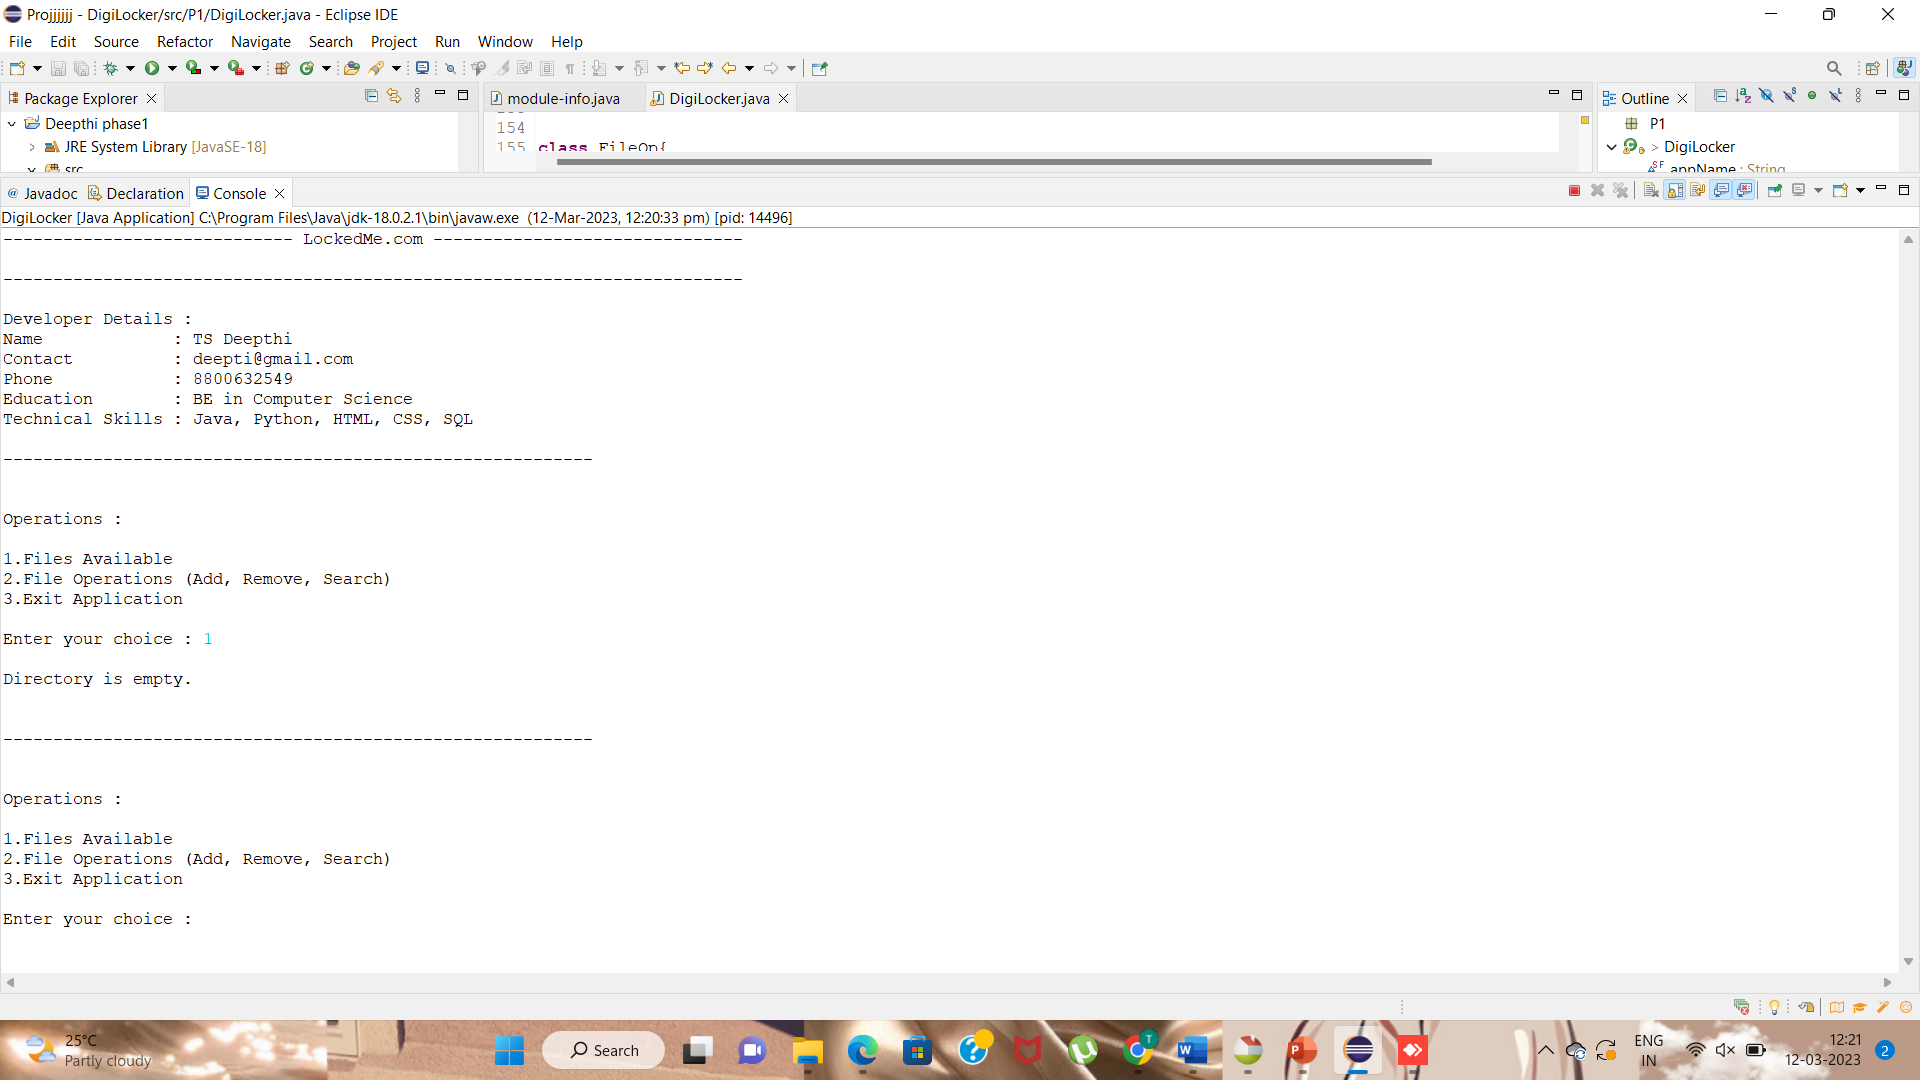 Projjjjjj - DigiLocker/src/P1/DigiLocker.java - Eclipse IDE
File Edit Source Refactor Navigate Search Project Run Window Help
Package Explorer
module-info.java
DigiLocker.java
Outline
Deepthi phase1
154
P1
JRE System Library [JavaSE-18]
155 class FileOp{
DigiLocker
src
appName : String
@ Javadoc Declaration Console
DigiLocker [Java Application] C:\Program Files\Java\jdk-18.0.2.1\bin\javaw.exe (12-Mar-2023, 12:20:33 pm) [pid: 14496]
----------------------------- LockedMe.com -------------------------------
--------------------------------------------------------------------------
Developer Details :
Name : TS Deepthi
Contact : deepti@gmail.com
Phone : 8800632549
Education : BE in Computer Science
Technical Skills : Java, Python, HTML, CSS, SQL
-----------------------------------------------------------
Operations :
1.Files Available
2.File Operations (Add, Remove, Search)
3.Exit Application
Enter your choice : 1
Directory is empty.
-----------------------------------------------------------
Operations :
1.Files Available
2.File Operations (Add, Remove, Search)
3.Exit Application
Enter your choice :
25°C
Partly cloudy
Search
ENG
IN
12:21
12-03-2023
2